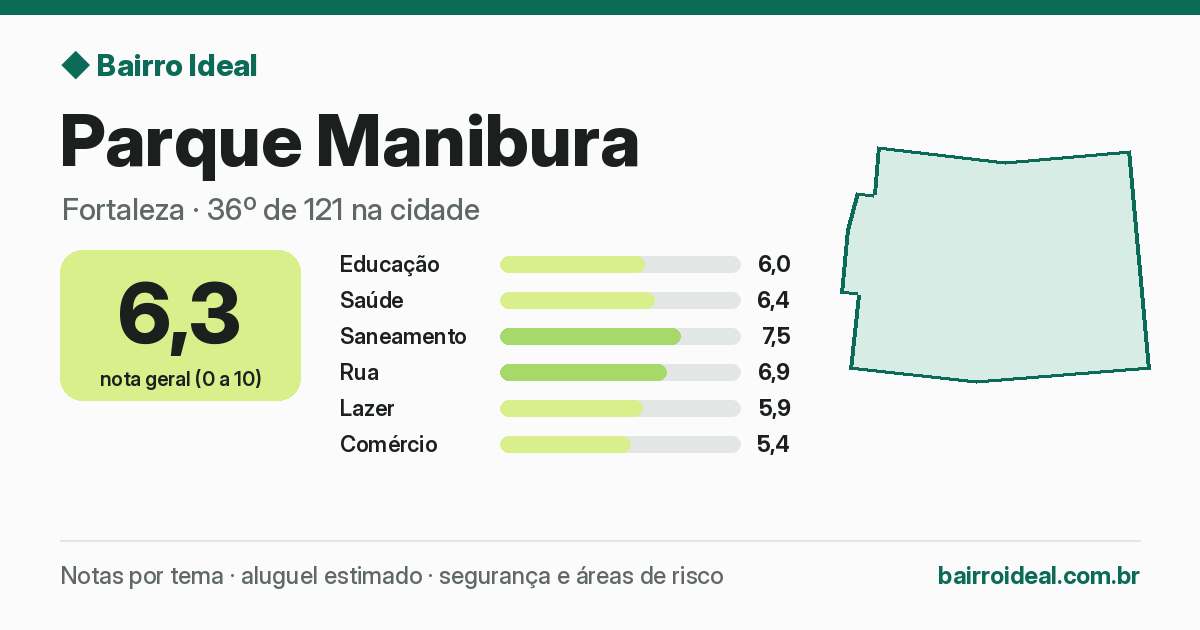 Bairro Ideal
Parque Manibura
Fortaleza · 36º de 121 na cidade
6,3
nota geral (0 a 10)
Educação 6,0
Saúde 6,4
Saneamento 7,5
Rua 6,9
Lazer 5,9
Comércio 5,4
Notas por tema · aluguel estimado · segurança e áreas de risco
bairroideal.com.br